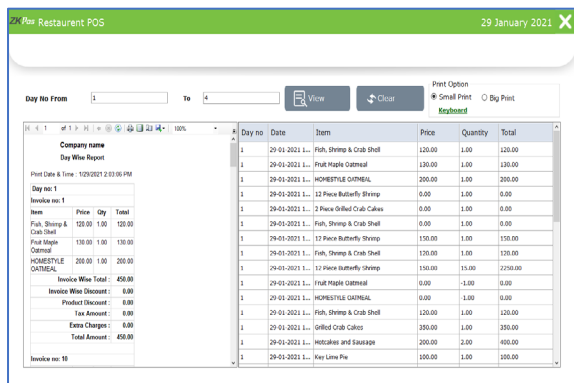 ZKPos Restaurent POS 29 January 2021 X
Print Option
Day No From 1 To 4 View Clear Small Print Big Print
Keyboard
1 of 1 100%
Company name
Day Wise Report
Print Date & Time : 1/29/2021 2:03:06 PM
Day no: 1
Invoice no: 1
Item Price Qty Total
Fish, Shrimp & 120.00 1.00 120.00
Crab Shell
Fruit Maple 130.00 1.00 130.00
Oatmeal
HOMESTYLE 200.00 1.00 200.00
OATMEAL
Invoice Wise Total : 450.00
Invoice Wise Discount : 0.00
Product Discount : 0.00
Tax Amount : 0.00
Extra Charges : 0.00
Total Amount : 450.00
Invoice no: 10
Day no Date Item Price Quantity Total
1 29-01-2021 1... Fish, Shrimp & Crab Shell 120.00 1.00 120.00
1 29-01-2021 1... Fruit Maple Oatmeal 130.00 1.00 130.00
1 29-01-2021 1... HOMESTYLE OATMEAL 200.00 1.00 200.00
1 29-01-2021 1... 12 Piece Butterfly Shrimp 0.00 1.00 0.00
1 29-01-2021 1... 2 Piece Grilled Crab Cakes 0.00 1.00 0.00
1 29-01-2021 1... Fish, Shrimp & Crab Shell 0.00 1.00 0.00
1 29-01-2021 1... 12 Piece Butterfly Shrimp 150.00 1.00 150.00
1 29-01-2021 1... Fish, Shrimp & Crab Shell 120.00 1.00 120.00
1 29-01-2021 1... 12 Piece Butterfly Shrimp 150.00 15.00 2250.00
1 29-01-2021 1... Fruit Maple Oatmeal 0.00 -1.00 0.00
1 29-01-2021 1... HOMESTYLE OATMEAL 0.00 -1.00 0.00
1 29-01-2021 1... Fish, Shrimp & Crab Shell 120.00 1.00 120.00
1 29-01-2021 1... Grilled Crab Cakes 350.00 1.00 350.00
1 29-01-2021 1... Hotcakes and Sausage 200.00 2.00 400.00
1 29-01-2021 1... Key Lime Pie 100.00 1.00 100.00